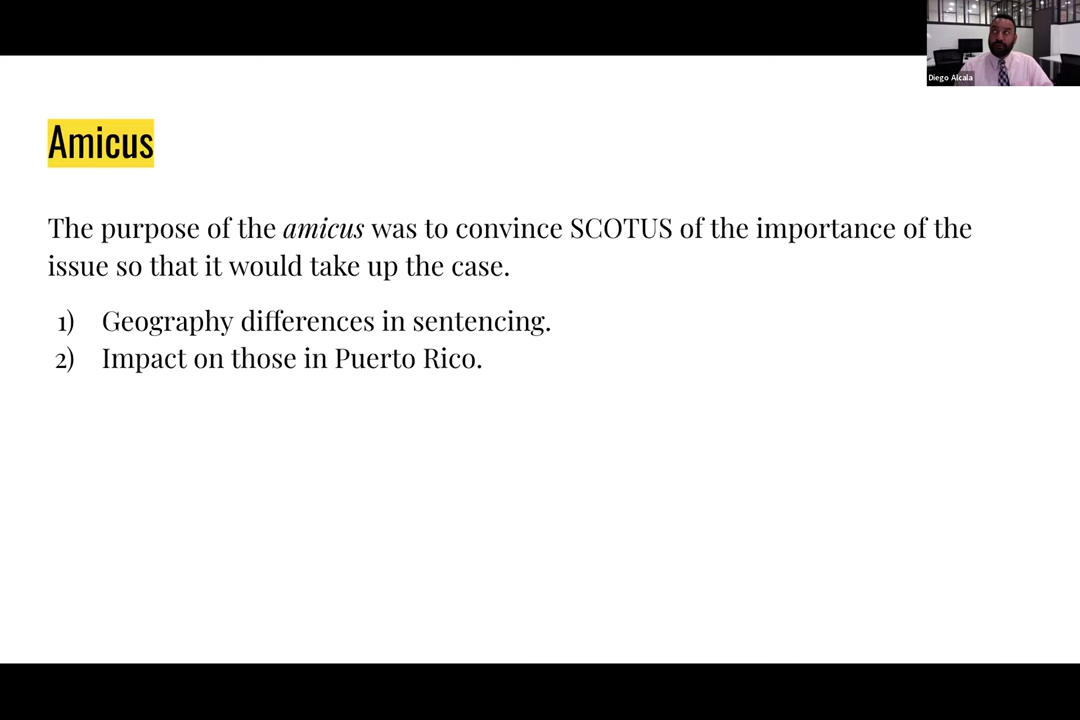 Diego Alcala
Amicus
The purpose of the amicus was to convince SCOTUS of the importance of the
issue so that it would take up the case.
1) Geography differences in sentencing.
2) Impact on those in Puerto Rico.